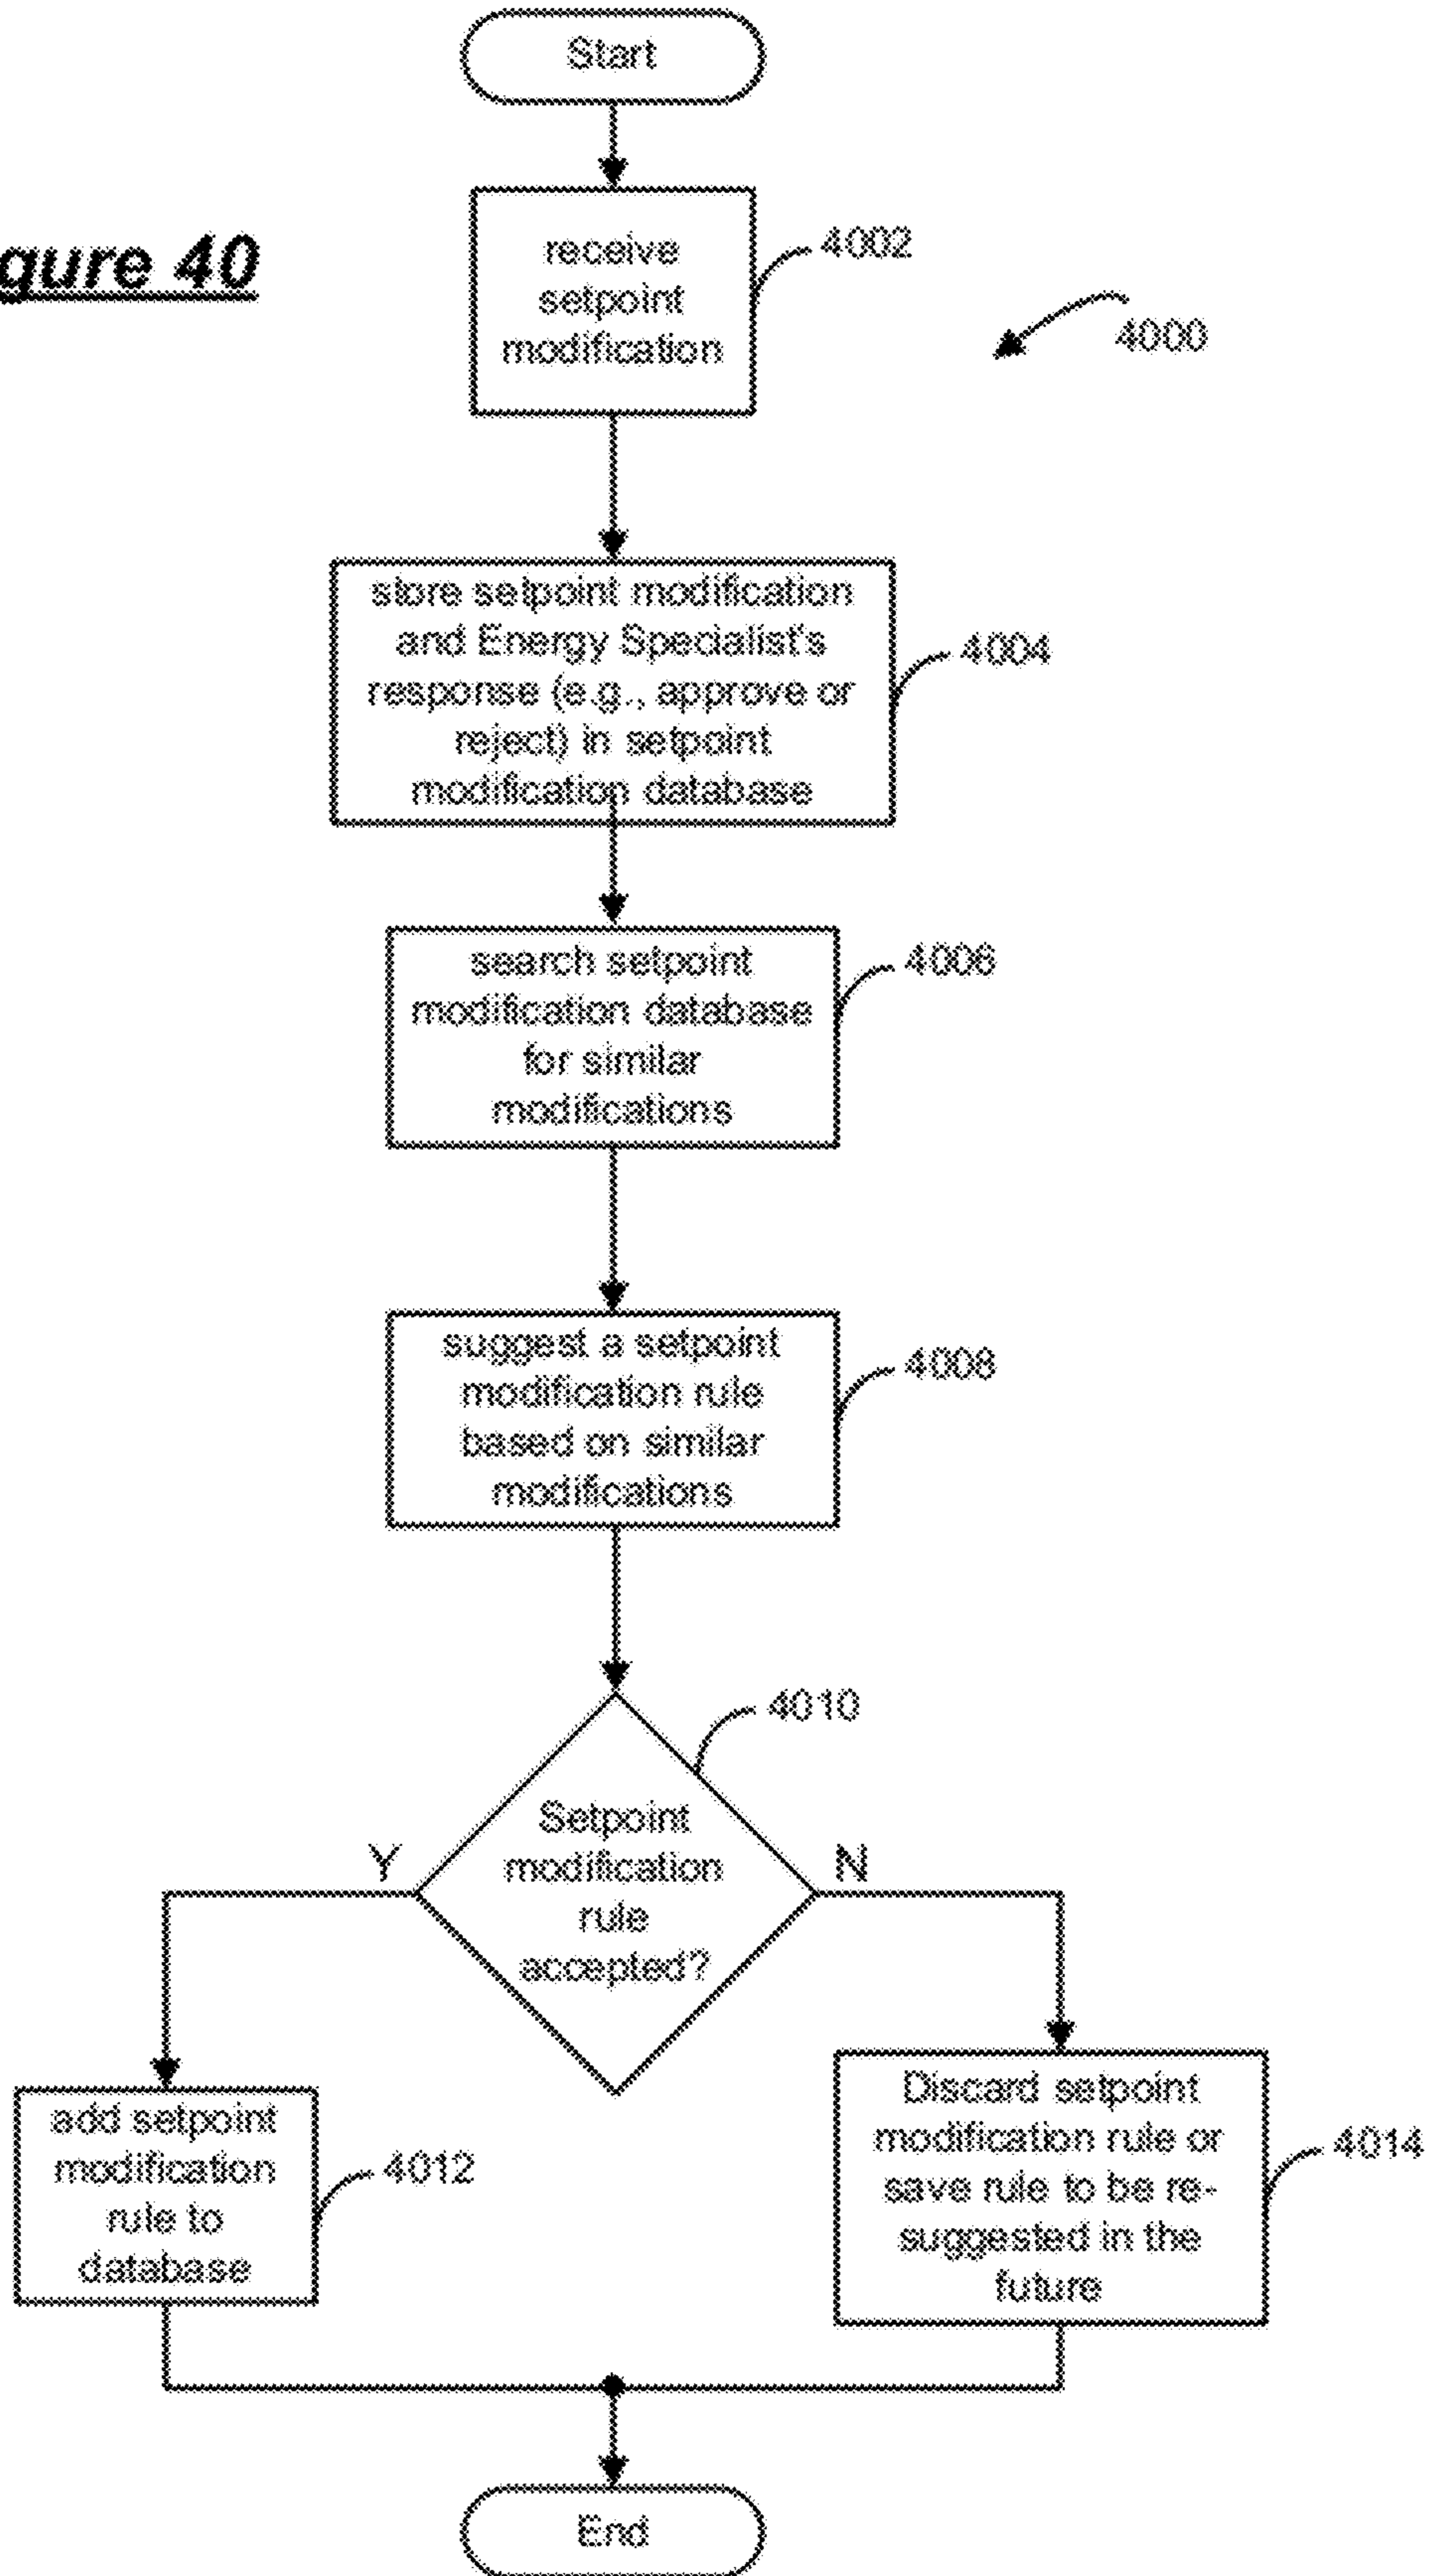 Start
gure 40
receive
setpoint
modification
4002
4000
store setpoint modification
and Energy Specialist's
response (e.g., approve or
reject) in setpoint
modification database
4004
search setpoint
modification database
for similar
modifications
4006
suggest a setpoint
modification rule
based on similar
modifications
4008
4010
Setpoint
modification
rule
accepted?
Y
N
add setpoint
modification
rule to
database
4012
Discard setpoint
modification rule or
save rule to be re-
suggested in the
future
4014
End